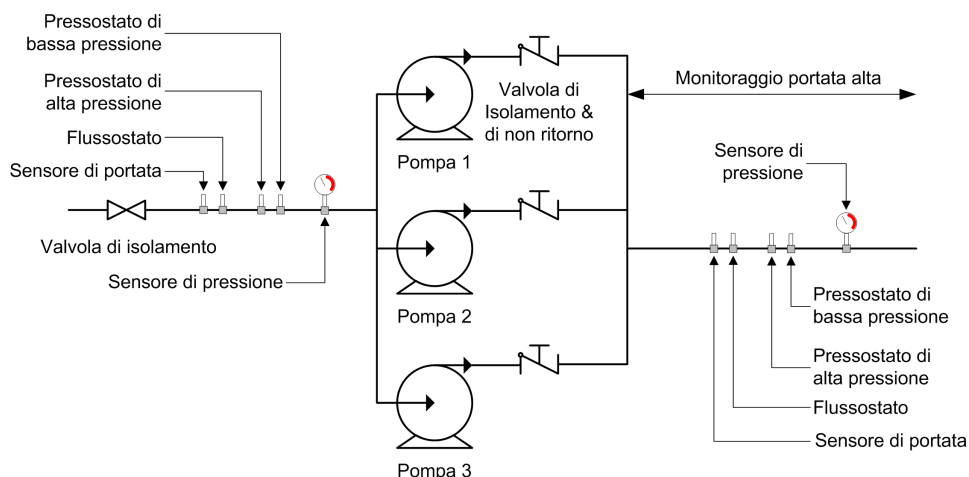 Pressostato di
bassa pressione
Pressostato di
alta pressione
Flussostato
Sensore di portata
Valvola di isolamento
Sensore di pressione
Valvola di
Isolamento &
di non ritorno
Pompa 1
Pompa 2
Pompa 3
Monitoraggio portata alta
Sensore di
pressione
Pressostato di
bassa pressione
Pressostato di
alta pressione
Flussostato
Sensore di portata